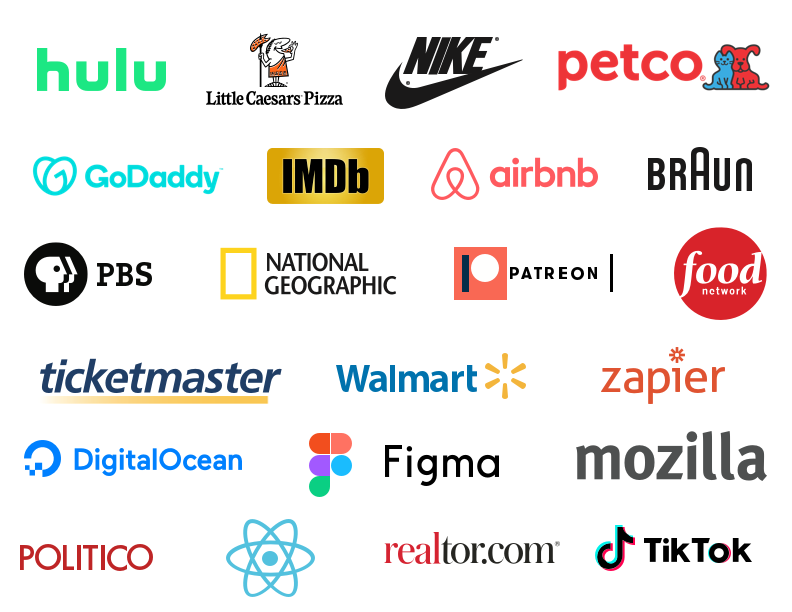 hulu
Little Caesars Pizza
NIKE
petco
GoDaddy
IMDb
airbnb
BRAUN
PBS
NATIONAL
GEOGRAPHIC
PATREON
food
network
ticketmaster
Walmart
zapier
DigitalOcean
Figma
mozilla
POLITICO
realtor.com®
TikTok